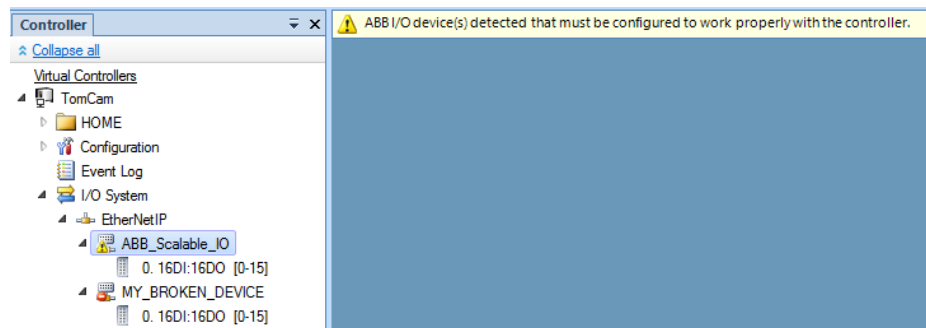 Controller
ABB I/O device(s) detected that must be configured to work properly with the controller.
Collapse all
Virtual Controllers
TomCam
HOME
Configuration
Event Log
I/O System
EtherNetIP
ABB_Scalable_IO
0. 16DI:16DO [0-15]
MY_BROKEN_DEVICE
0. 16DI:16DO [0-15]